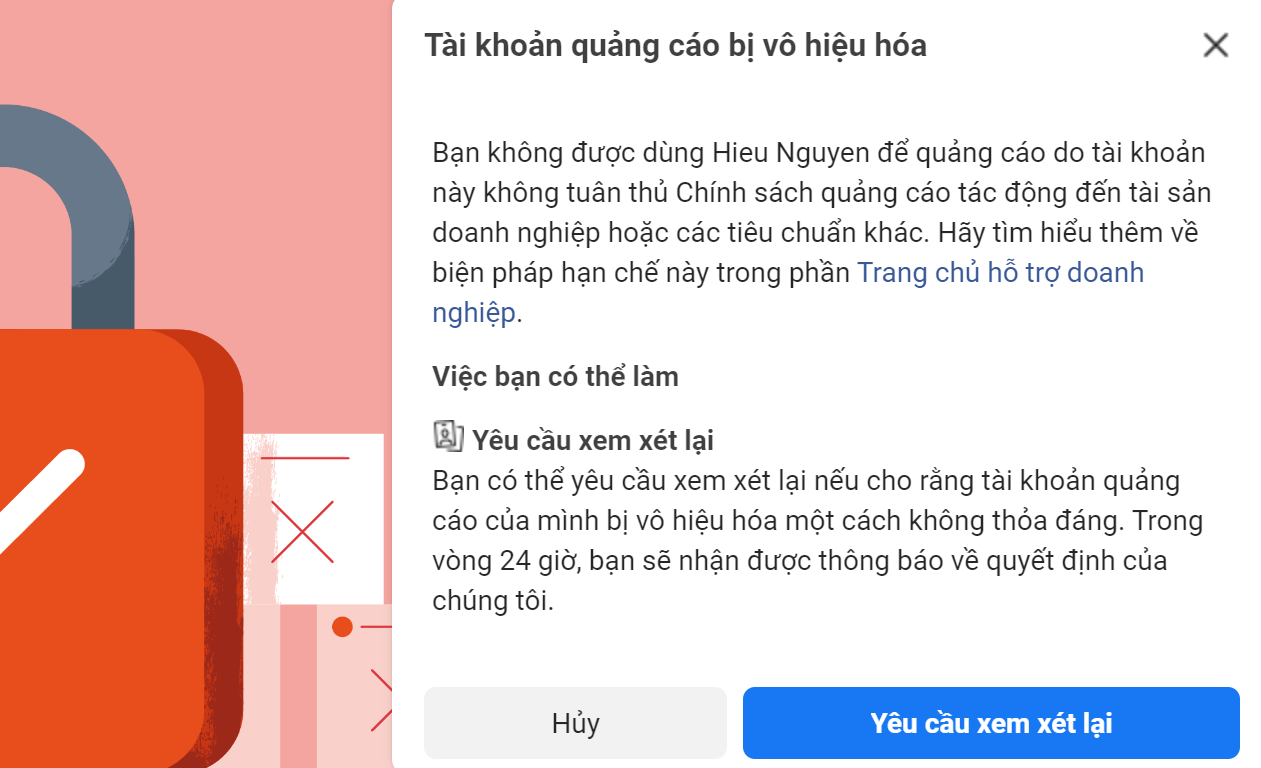 Tài khoản quảng cáo bị vô hiệu hóa
Bạn không được dùng Hieu Nguyen để quảng cáo do tài khoản
này không tuân thủ Chính sách quảng cáo tác động đến tài sản
doanh nghiệp hoặc các tiêu chuẩn khác. Hãy tìm hiểu thêm về
biện pháp hạn chế này trong phần Trang chủ hỗ trợ doanh
nghiệp.
Việc bạn có thể làm
Yêu cầu xem xét lại
Bạn có thể yêu cầu xem xét lại nếu cho rằng tài khoản quảng
cáo của mình bị vô hiệu hóa một cách không thỏa đáng. Trong
vòng 24 giờ, bạn sẽ nhận được thông báo về quyết định của
chúng tôi.
Hủy
Yêu cầu xem xét lại